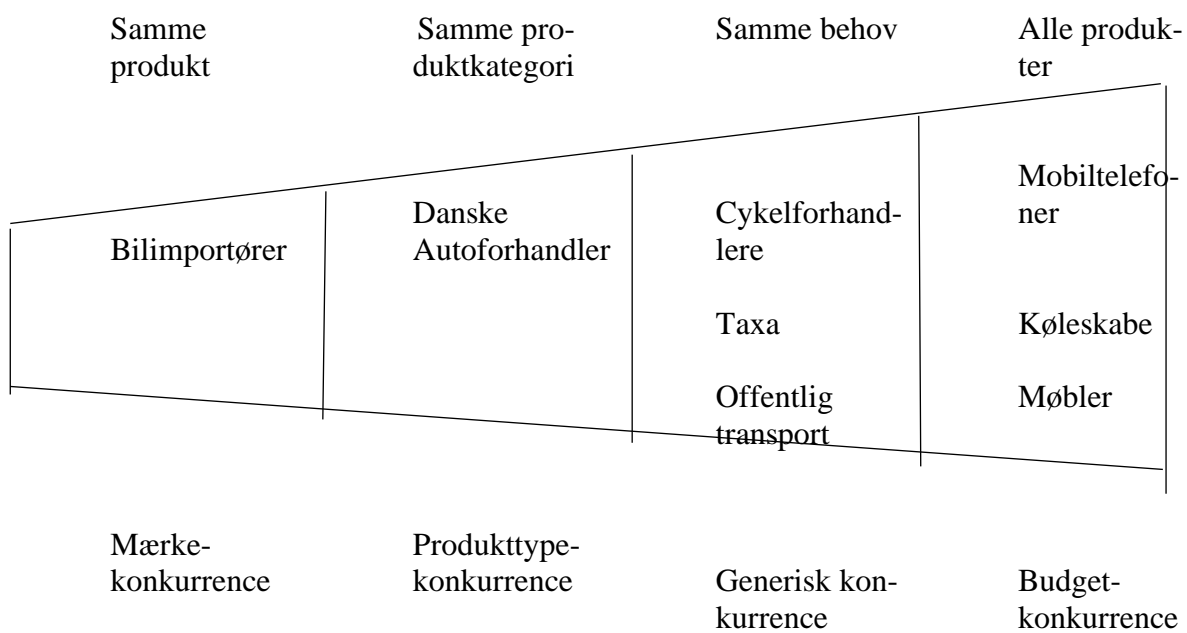 Samme
produkt
Samme pro-
duktkategori
Samme behov
Alle produk-
ter
Bilimportører
Danske
Autoforhandler
Cykelforhand-
lere
Taxa
Offentlig
transport
Mobiltelefo-
ner
Køleskabe
Møbler
Mærke-
konkurrence
Produkttype-
konkurrence
Generisk kon-
kurrence
Budget-
konkurrence